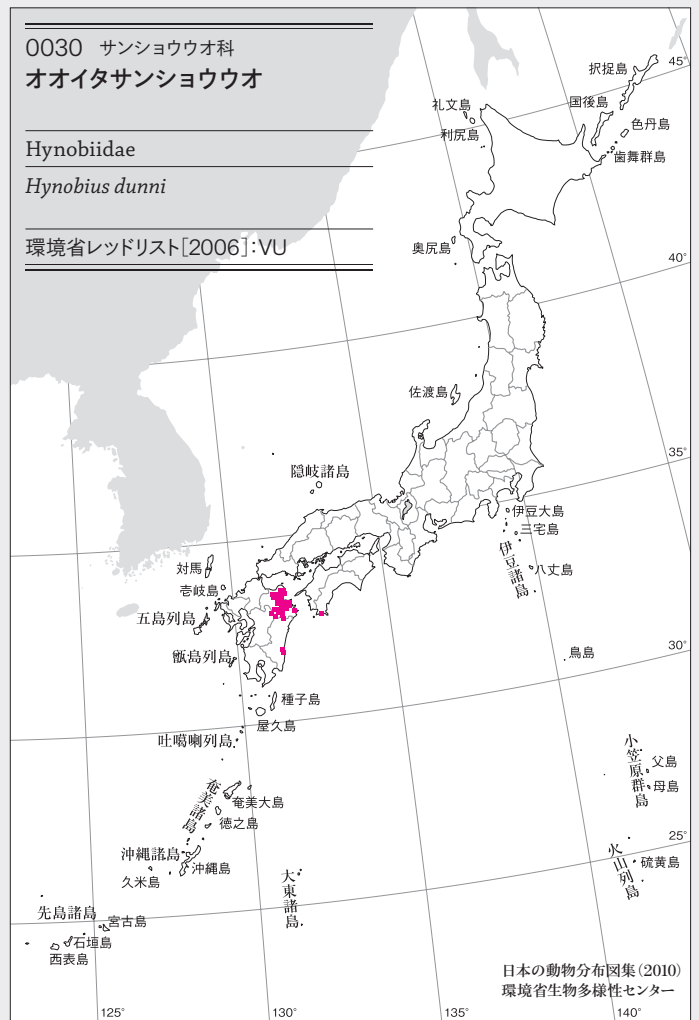 0030 サンショウウオ科
オオイタサンショウウオ
Hynobiidae
Hynobius dunni
環境省レッドリスト［2006］：VU
択捉島
45°
礼文島
国後島
利尻島
色丹島
歯舞群島
奥尻島
40°
佐渡島
35°
隠岐諸島
伊豆大島
三宅島
伊豆諸島
八丈島
対馬
壱岐島
五島列島
甑島列島
鳥島
30°
種子島
屋久島
吐噶喇列島
小笠原群島
父島
母島
奄美諸島
奄美大島
徳之島
25°
沖縄諸島
沖縄島
久米島
火山列島
硫黄島
大東諸島
先島諸島
宮古島
石垣島
西表島
日本の動物分布図集（2010）
環境省生物多様性センター
125°
130°
135°
140°